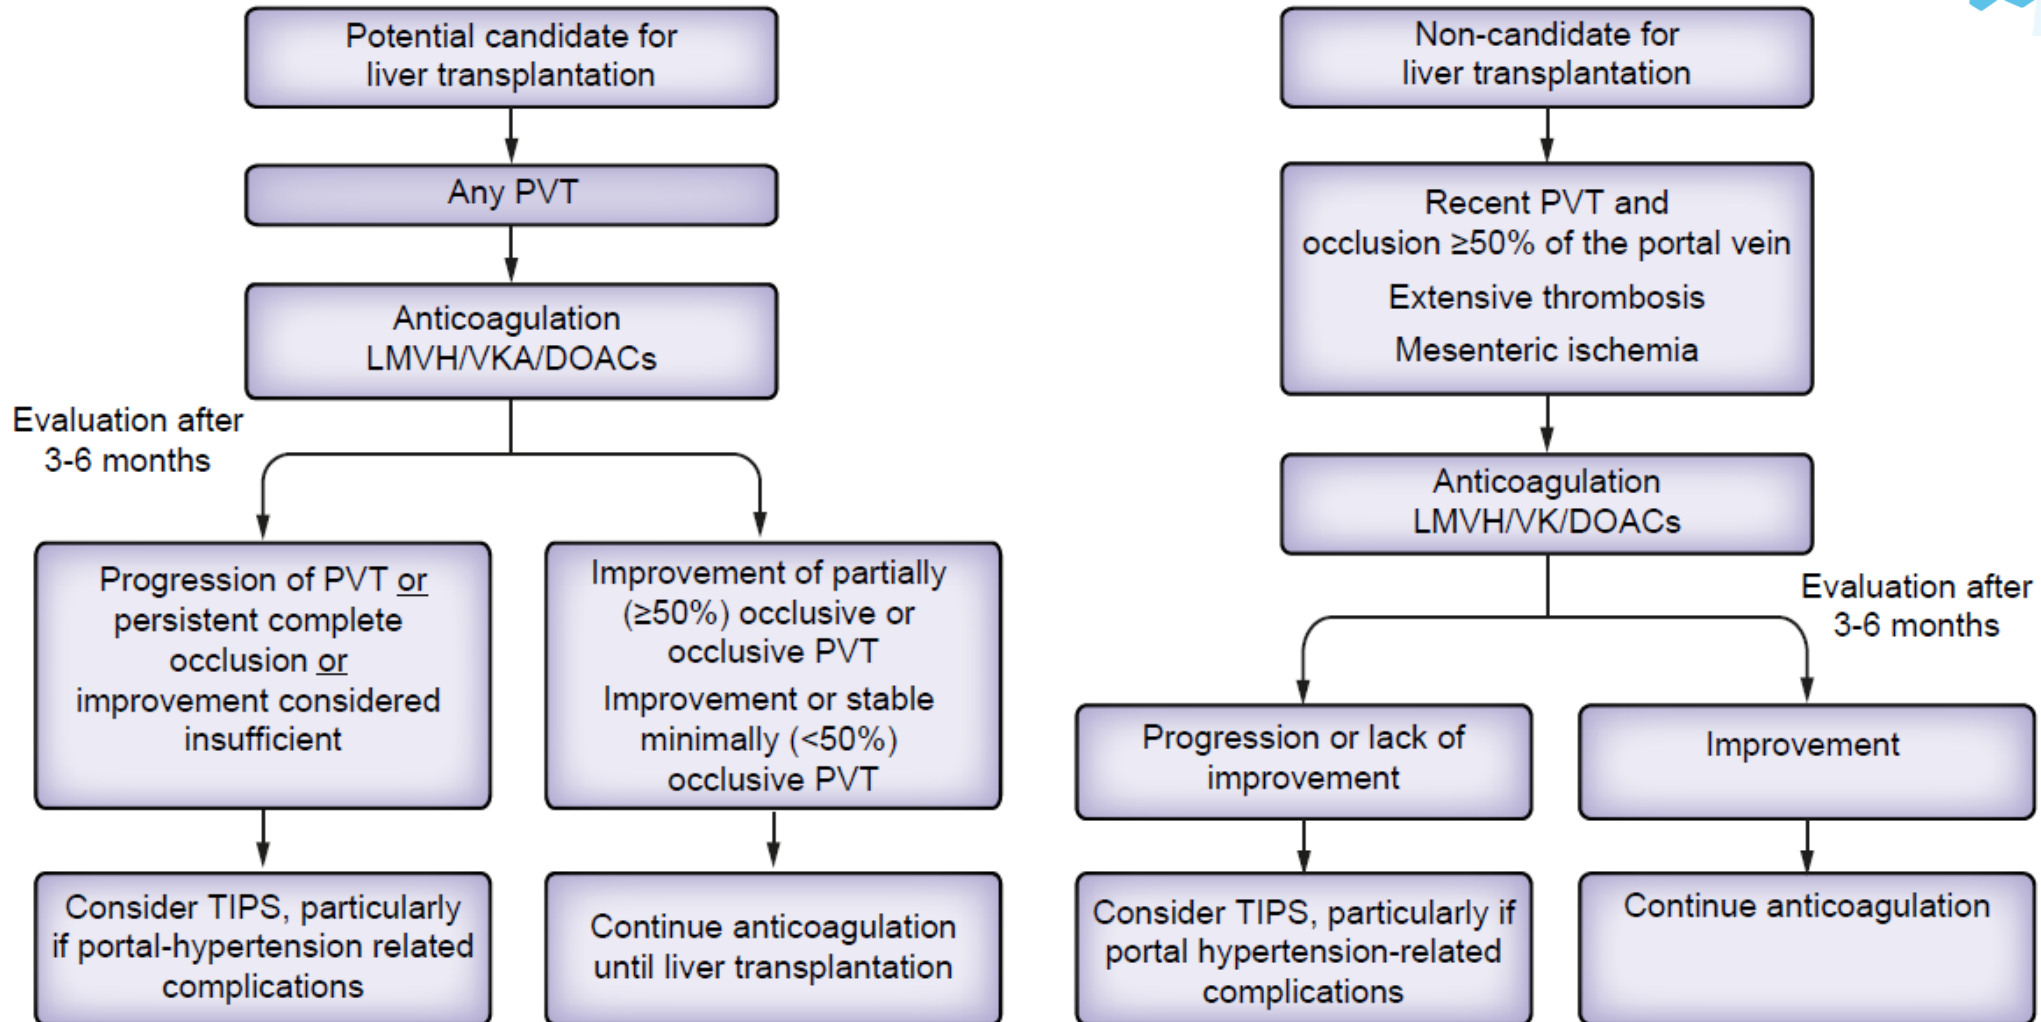 Potential candidate for
liver transplantation
Any PVT
Anticoagulation
LMVH/VKA/DOACs
Evaluation after
3-6 months
Progression of PVT or
persistent complete
occlusion or
improvement considered
insufficient
Improvement of partially
(≥50%) occlusive or
occlusive PVT
Improvement or stable
minimally (<50%)
occlusive PVT
Consider TIPS, particularly
if portal-hypertension related
complications
Continue anticoagulation
until liver transplantation
Non-candidate for
liver transplantation
Recent PVT and
occlusion ≥50% of the portal vein
Extensive thrombosis
Mesenteric ischemia
Anticoagulation
LMVH/VK/DOACs
Evaluation after
3-6 months
Progression or lack of
improvement
Improvement
Consider TIPS, particularly if
portal hypertension-related
complications
Continue anticoagulation